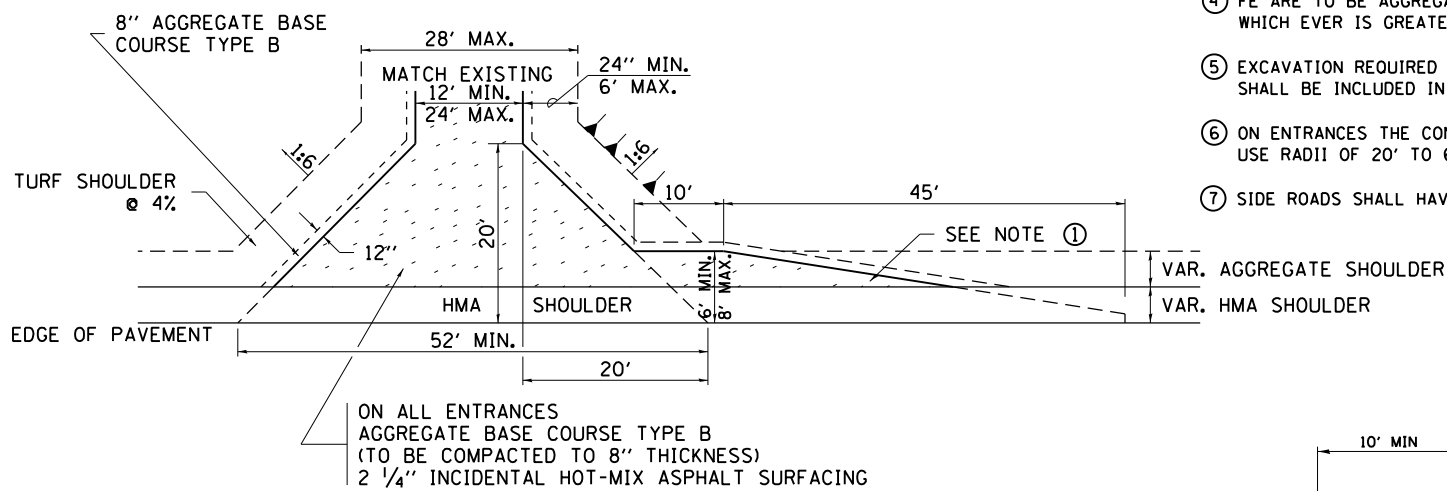 8'' AGGREGATE BASE
COURSE TYPE B
28' MAX.
MATCH EXISTING
12' MIN.
24' MAX.
24'' MIN.
6' MAX.
1:6
1:6
TURF SHOULDER
@ 4%
12''
20'
10'
45'
SEE NOTE ①
6' MIN.
8' MAX.
VAR. AGGREGATE SHOULDER
HMA SHOULDER
VAR. HMA SHOULDER
EDGE OF PAVEMENT
52' MIN.
20'
ON ALL ENTRANCES
AGGREGATE BASE COURSE TYPE B
(TO BE COMPACTED TO 8'' THICKNESS)
2 1/4'' INCIDENTAL HOT-MIX ASPHALT SURFACING
④ FE ARE TO BE
WHICH EVER IS
⑤ EXCAVATION REQUIRED
SHALL BE INCLUDED IN
⑥ ON ENTRANCES THE
USE RADII OF 20' TO
⑦ SIDE ROADS SHALL
10' MIN